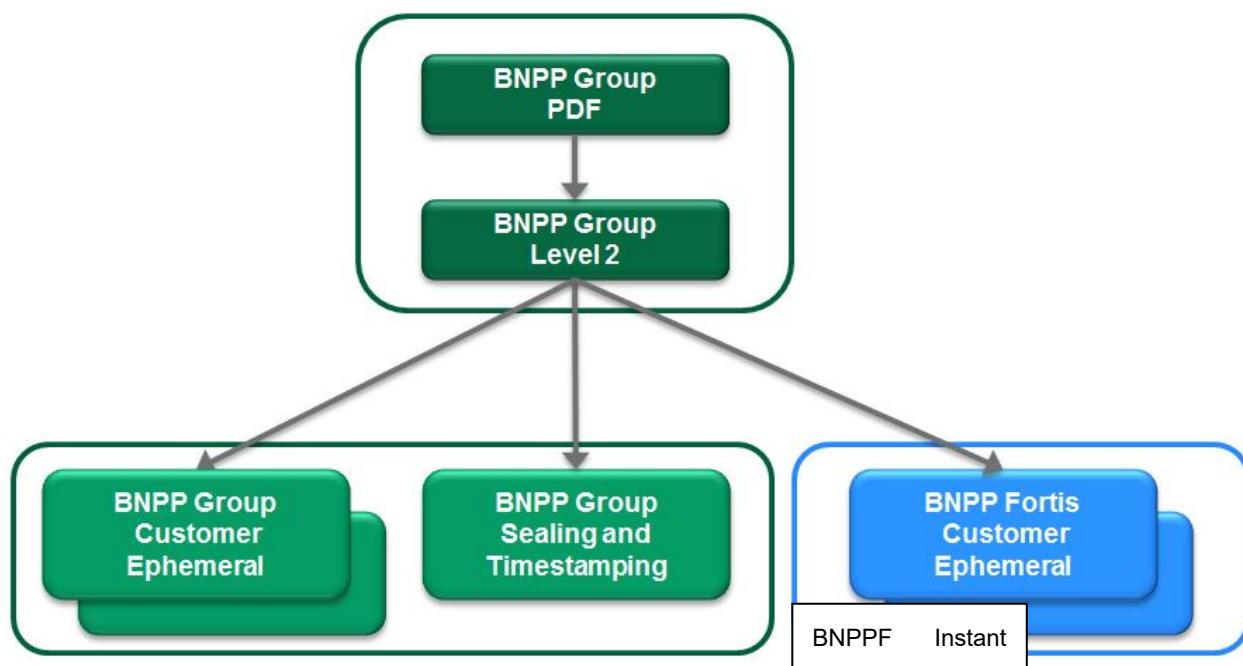 BNPP Group
PDF
BNPP Group
Level 2
BNPP Group
Customer
Ephemeral
BNPP Group
Sealing and
Timestamping
BNPP Fortis
Customer
Ephemeral
BNPPF Instant